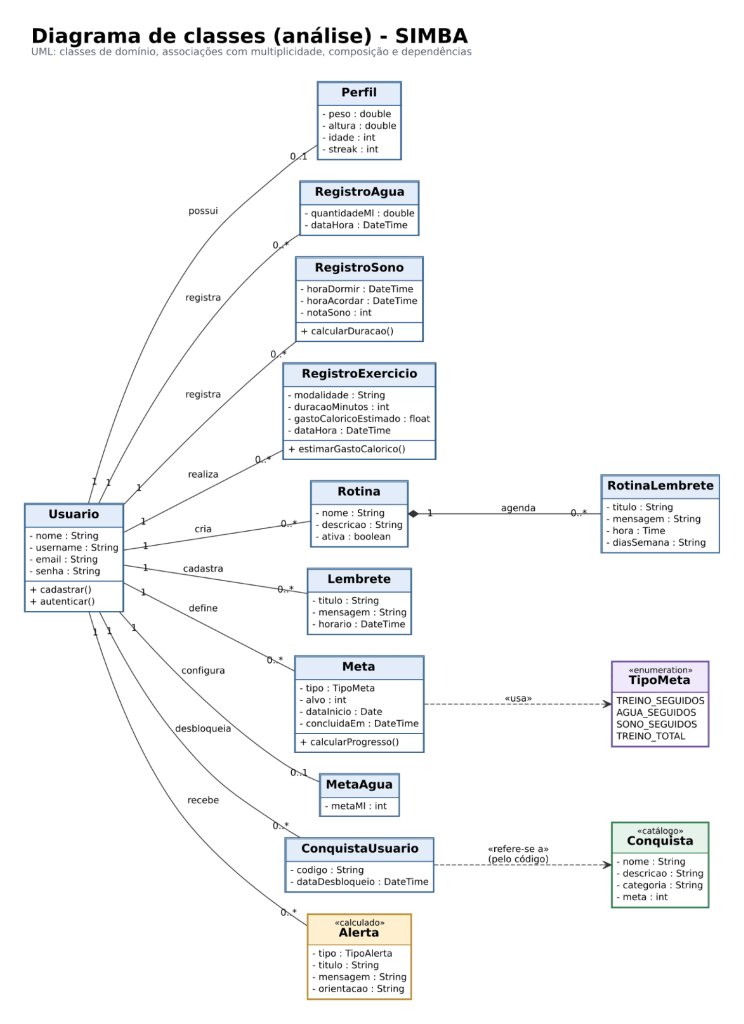 Diagrama de classes (análise) - SIMBA
UML: classes de domínio, associações com multiplicidade, composição e dependências
Perfil
- peso : double
- altura : double
- idade : int
- streak : int
0..1
possui
RegistroAgua
- quantidadeMl : double
- dataHora : DateTime
0..*
registra
RegistroSono
- horaDormir : DateTime
- horaAcordar : DateTime
- notaSono : int
+ calcularDuracao()
0..*
registra
RegistroExercicio
- modalidade : String
- duracaoMinutos : int
- gastoCaloricoEstimado : float
- dataHora : DateTime
+ estimarGastoCalorico()
0..*
realiza
1
1
1
1
Rotina
- nome : String
- descricao : String
- ativa : boolean
0..*
cria
1
1
agenda
0..*
RotinaLembrete
- titulo : String
- mensagem : String
- hora : Time
- diasSemana : String
Usuario
- nome : String
- username : String
- email : String
- senha : String
+ cadastrar()
+ autenticar()
Lembrete
- titulo : String
- mensagem : String
- horario : DateTime
0..*
cadastra
1
define
1
0..*
Meta
- tipo : TipoMeta
- alvo : int
- dataInicio : Date
- concluidaEm : DateTime
+ calcularProgresso()
«usa»
«enumeration»
TipoMeta
TREINO_SEGUIDOS
AGUA_SEGUIDOS
SONO_SEGUIDOS
TREINO_TOTAL
1
1
1
configura
0..1
MetaAgua
- metaMl : int
desbloqueia
0..*
ConquistaUsuario
- codigo : String
- dataDesbloqueio : DateTime
«refere-se a»
(pelo código)
«catálogo»
Conquista
- nome : String
- descricao : String
- categoria : String
- meta : int
recebe
0..*
«calculado»
Alerta
- tipo : TipoAlerta
- titulo : String
- mensagem : String
- orientacao : String